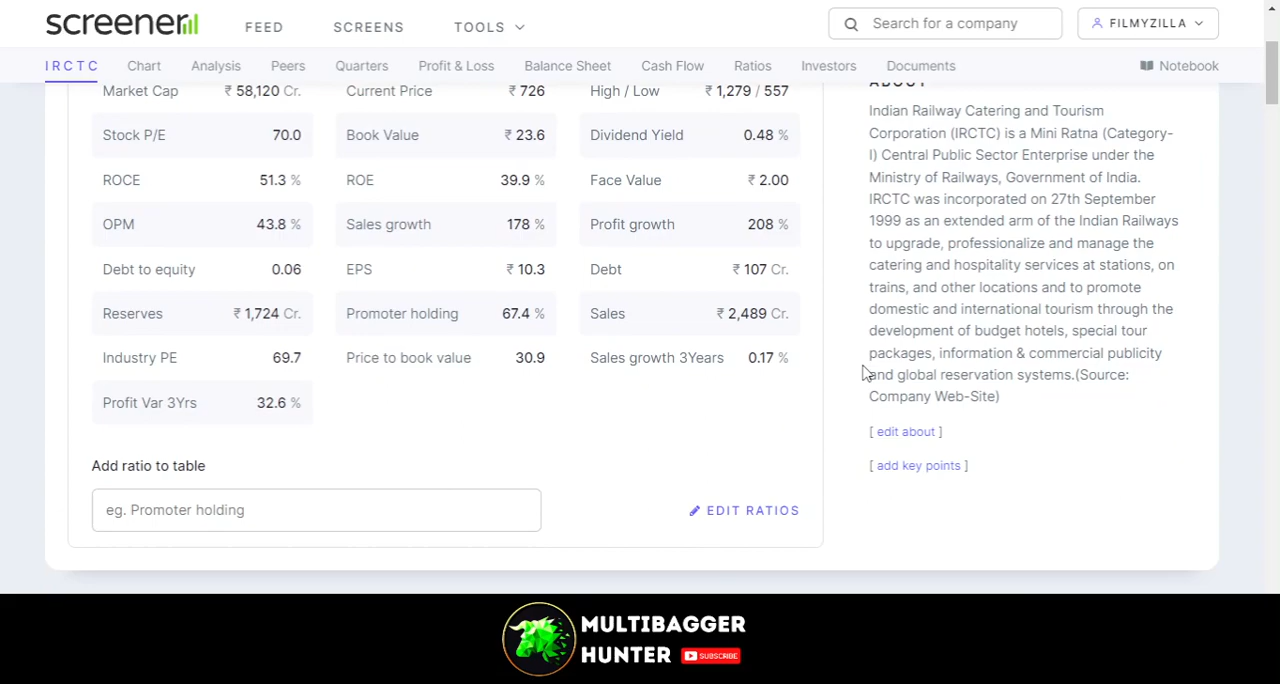 screener
FEED
SCREENS
TOOLS
Search for a company
FILMYZILLA
IRCTC
Chart
Analysis
Peers
Quarters
Profit & Loss
Balance Sheet
Cash Flow
Ratios
Investors
Documents
Notebook
Market Cap ₹ 58,120 Cr.
Current Price ₹ 726
High / Low ₹ 1,279 / 557
Stock P/E 70.0
Book Value ₹ 23.6
Dividend Yield 0.48 %
ROCE 51.3 %
ROE 39.9 %
Face Value ₹ 2.00
OPM 43.8 %
Sales growth 178 %
Profit growth 208 %
Debt to equity 0.06
EPS ₹ 10.3
Debt ₹ 107 Cr.
Reserves ₹ 1,724 Cr.
Promoter holding 67.4 %
Sales ₹ 2,489 Cr.
Industry PE 69.7
Price to book value 30.9
Sales growth 3Years 0.17 %
Profit Var 3Yrs 32.6 %
Add ratio to table
eg. Promoter holding
EDIT RATIOS
ABOUT
Indian Railway Catering and Tourism
Corporation (IRCTC) is a Mini Ratna (Category-
I) Central Public Sector Enterprise under the
Ministry of Railways, Government of India.
IRCTC was incorporated on 27th September
1999 as an extended arm of the Indian Railways
to upgrade, professionalize and manage the
catering and hospitality services at stations, on
trains, and other locations and to promote
domestic and international tourism through the
development of budget hotels, special tour
packages, information & commercial publicity
and global reservation systems.(Source:
Company Web-Site)
[ edit about ]
[ add key points ]
MULTIBAGGER
HUNTER
SUBSCRIBE